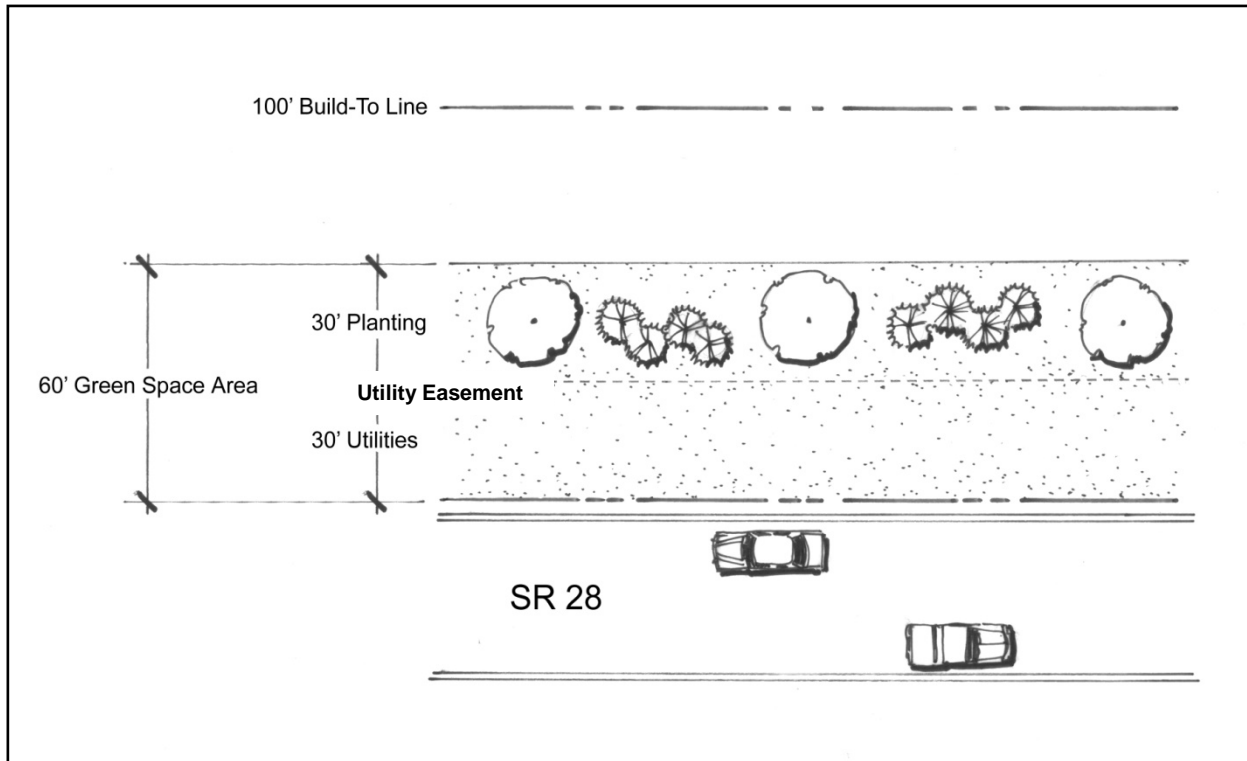 100’ Build-To Line
30’ Planting
60’ Green Space Area
Utility Easement
30’ Utilities
SR 28